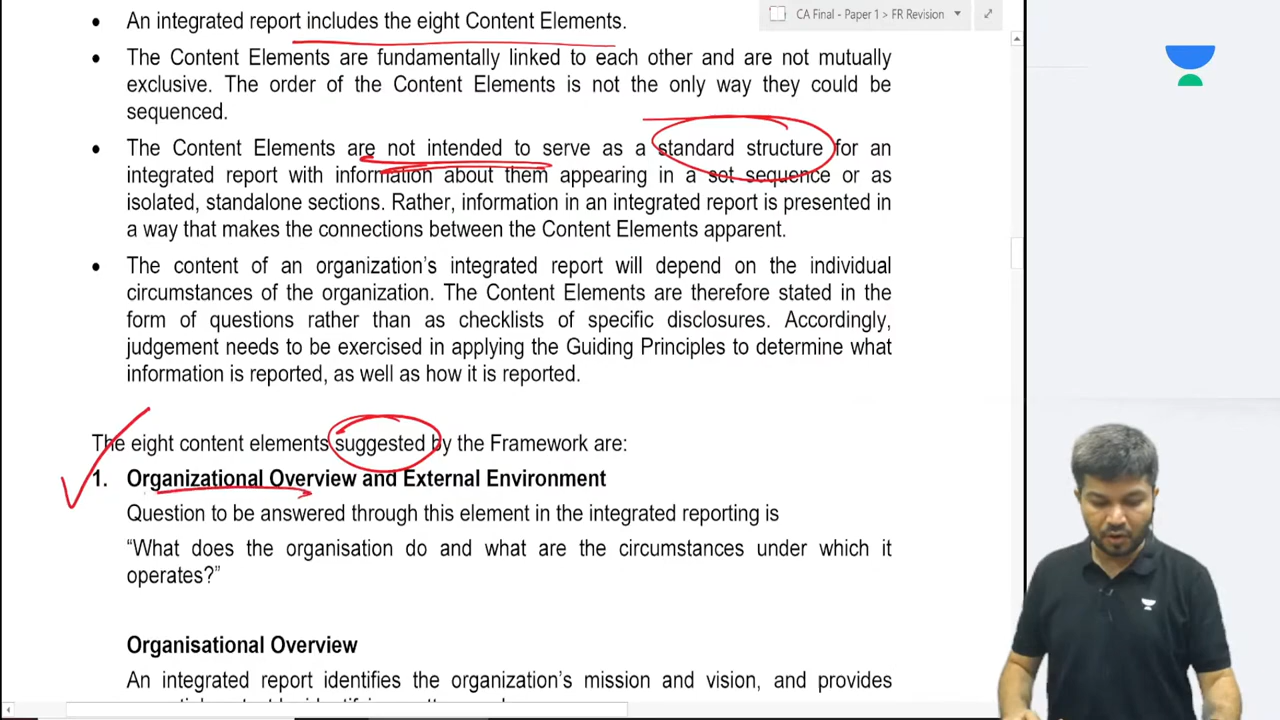 • An integrated report includes the eight Content Elements.
CA Final - Paper 1 > FR Revision
• The Content Elements are fundamentally linked to each other and are not mutually
exclusive. The order of the Content Elements is not the only way they could be
sequenced.
• The Content Elements are not intended to serve as a standard structure for an
integrated report with information about them appearing in a set sequence or as
isolated, standalone sections. Rather, information in an integrated report is presented in
a way that makes the connections between the Content Elements apparent.
• The content of an organization’s integrated report will depend on the individual
circumstances of the organization. The Content Elements are therefore stated in the
form of questions rather than as checklists of specific disclosures. Accordingly,
judgement needs to be exercised in applying the Guiding Principles to determine what
information is reported, as well as how it is reported.
The eight content elements suggested by the Framework are:
1. Organizational Overview and External Environment
Question to be answered through this element in the integrated reporting is
“What does the organisation do and what are the circumstances under which it
operates?”
Organisational Overview
An integrated report identifies the organization’s mission and vision, and provides